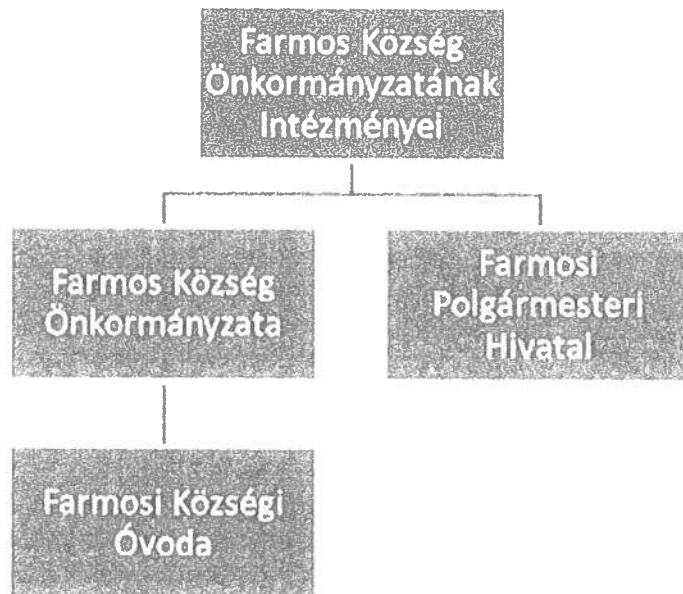 Farmos Község
Önkormányzatának
Intézményei
Farmos Község
Önkormányzata
Farmosi
Polgármesteri
Hivatal
Farmosi Községi
Óvoda